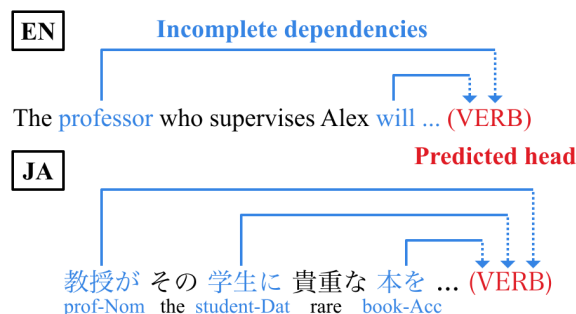 EN
Incomplete dependencies
The professor who supervises Alex will ... (VERB)
Predicted head
JA
教授が その 学生に 貴重な 本を ... (VERB)
prof-Nom the student-Dat rare book-Acc